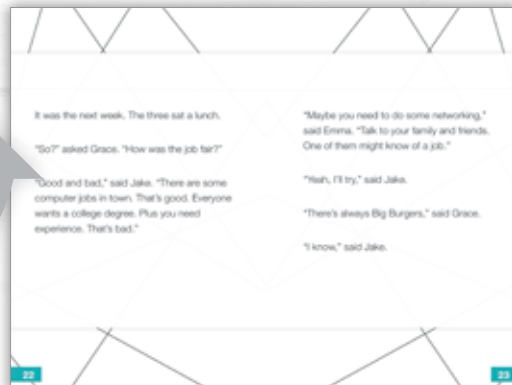 It was the next week. The three sat a lunch.
"So?" asked Grace. "How was the job fair?"
"Good and bad," said Jake. "There are some
computer jobs in town. That's good. Everyone
wants a college degree. Plus you need
experience. That's bad."
22
"Maybe you need to do some networking,"
said Emma. "Talk to your family and friends.
One of them might know of a job."
"Yeah, I'll try," said Jake.
"There's always Big Burgers," said Grace.
"I know," said Jake.
23